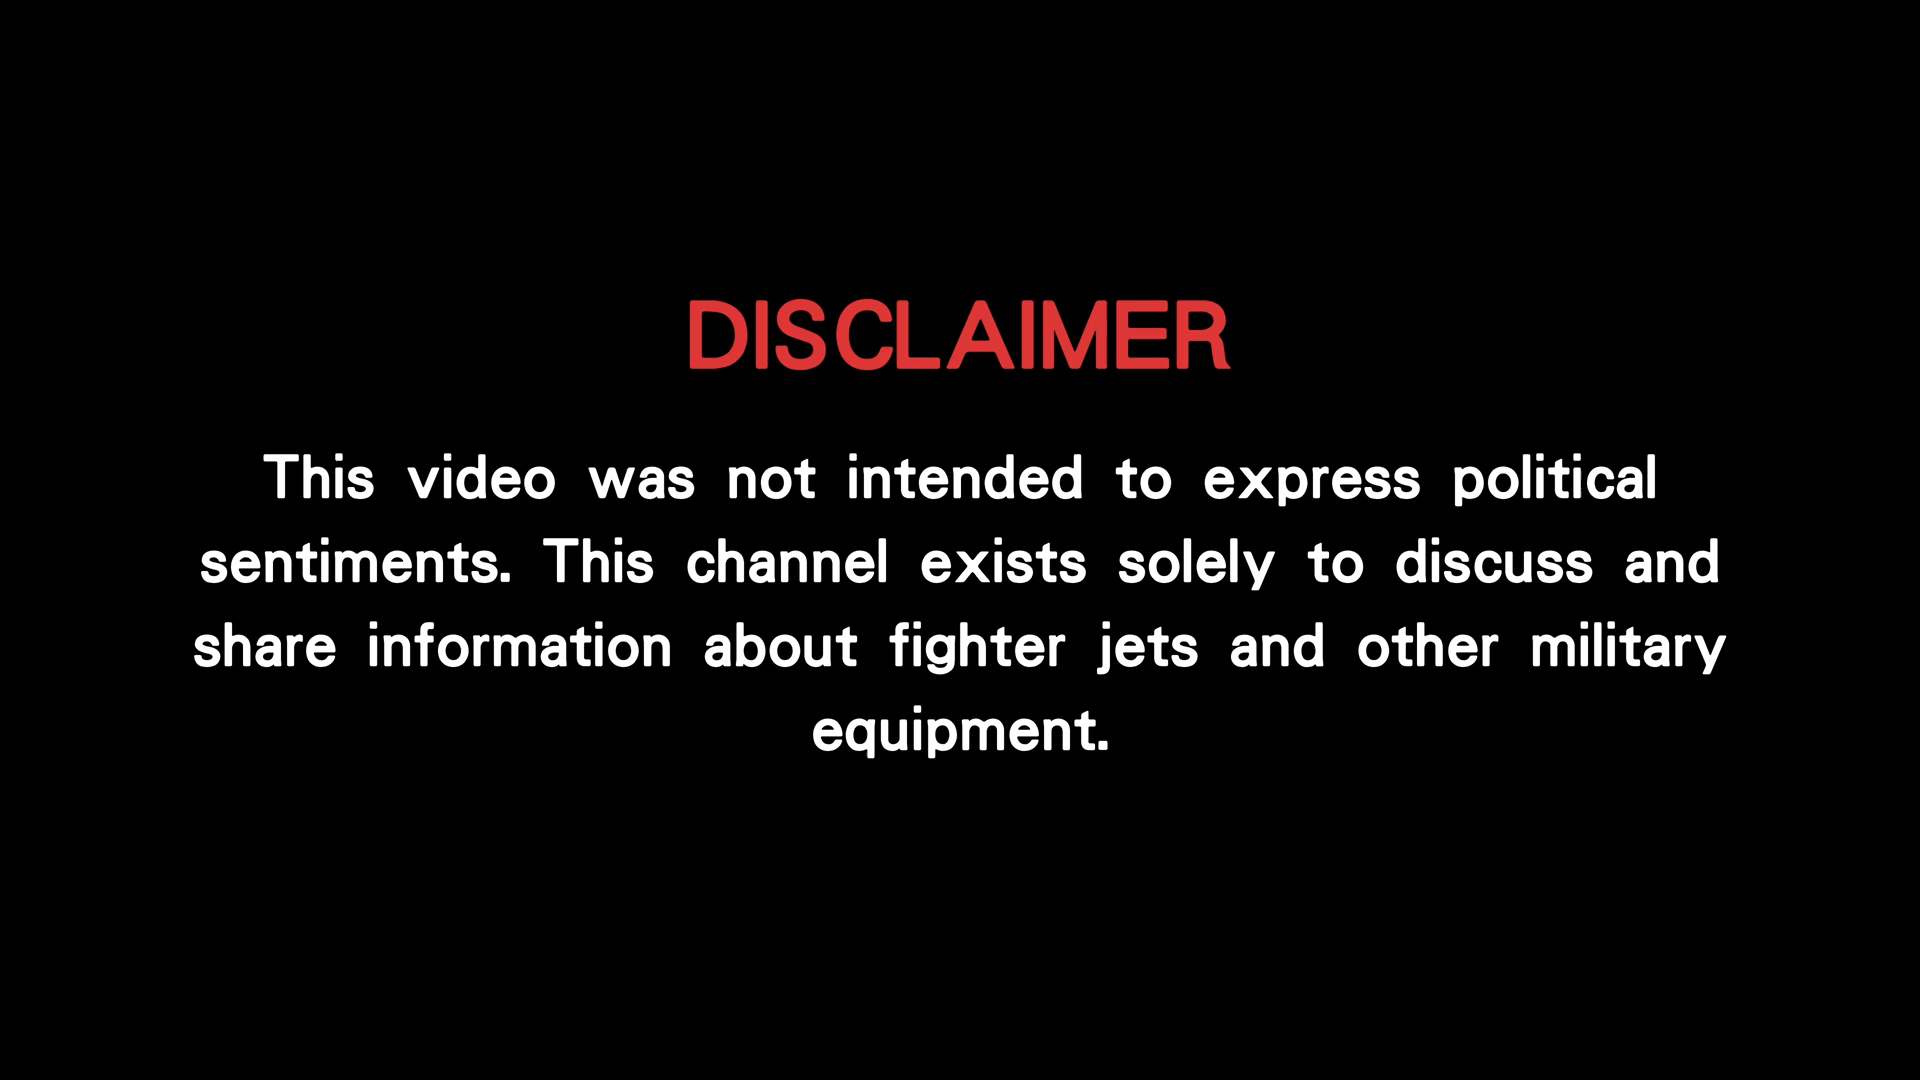 DISCLAIMER
This video was not intended to express political
sentiments. This channel exists solely to discuss and
share information about fighter jets and other military
equipment.